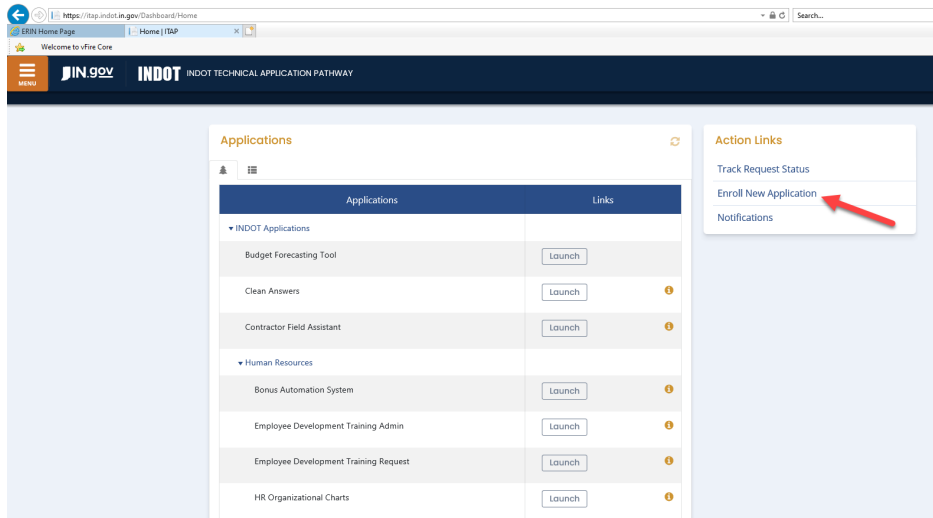 https://itap.indot.in.gov/Dashboard/Home
Search...
ERIN Home Page
Home | ITAP
Welcome to vFire Core
MENU
IN.gov
INDOT INDOT TECHNICAL APPLICATION PATHWAY
Applications
Action Links
Track Request Status
Enroll New Application
Notifications
Applications Links
INDOT Applications
Budget Forecasting Tool Launch
Clean Answers Launch
Contractor Field Assistant Launch
Human Resources
Bonus Automation System Launch
Employee Development Training Admin Launch
Employee Development Training Request Launch
HR Organizational Charts Launch